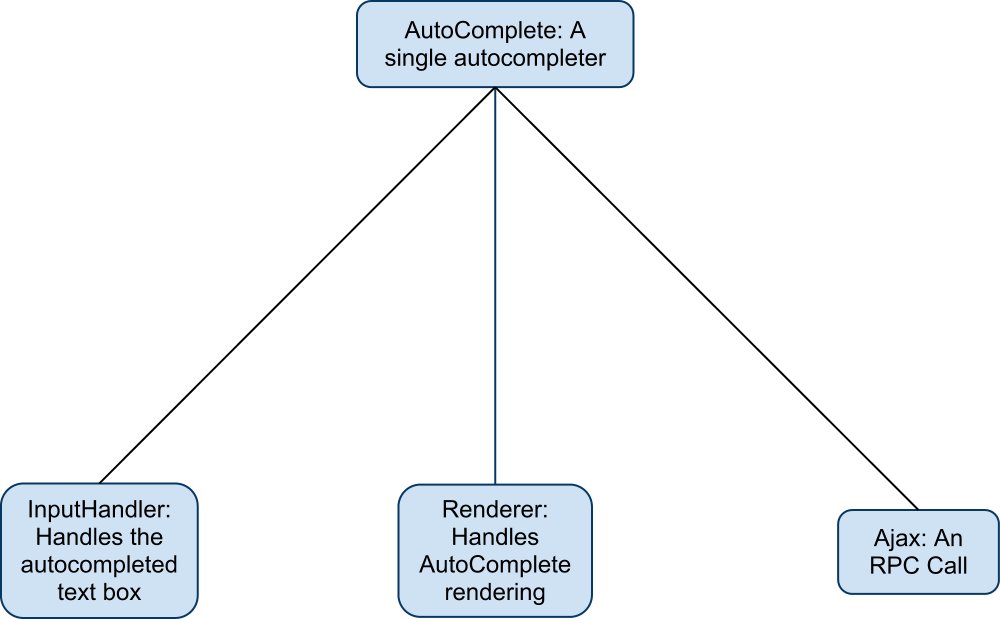 AutoComplete: A
single autocompleter
InputHandler:
Handles the
autocompleted
text box
Renderer:
Handles
AutoComplete
rendering
Ajax: An
RPC Call